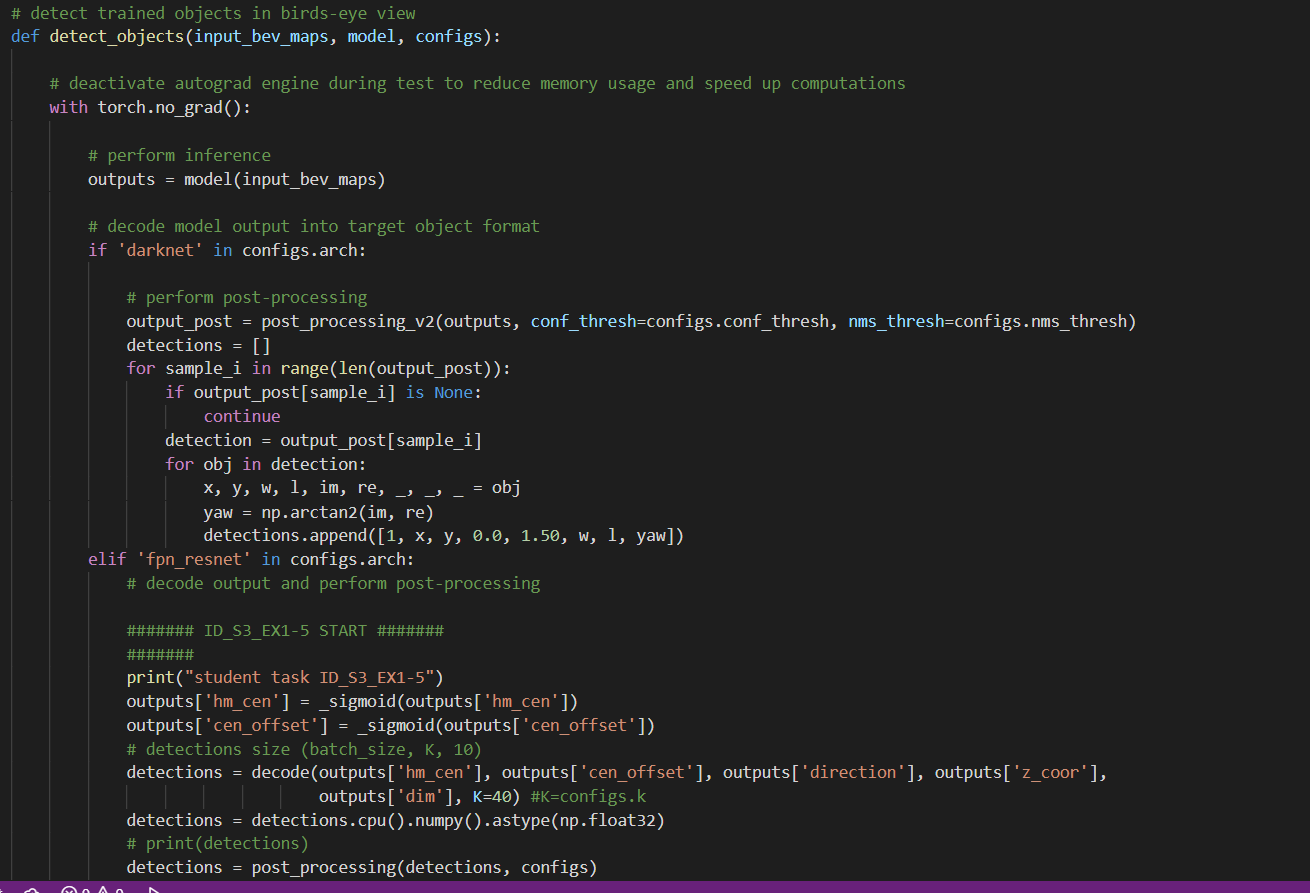 # detect trained objects in birds-eye view
def detect_objects(input_bev_maps, model, configs):

    # deactivate autograd engine during test to reduce memory usage and speed up computations
    with torch.no_grad():

        # perform inference
        outputs = model(input_bev_maps)

        # decode model output into target object format
        if 'darknet' in configs.arch:

            # perform post-processing
            output_post = post_processing_v2(outputs, conf_thresh=configs.conf_thresh, nms_thresh=configs.nms_thresh)
            detections = []
            for sample_i in range(len(output_post)):
                if output_post[sample_i] is None:
                    continue
                detection = output_post[sample_i]
                for obj in detection:
                    x, y, w, l, im, re, _, _, _ = obj
                    yaw = np.arctan2(im, re)
                    detections.append([1, x, y, 0.0, 1.50, w, l, yaw])
        elif 'fpn_resnet' in configs.arch:
            # decode output and perform post-processing

            ####### ID_S3_EX1-5 START #######
            #######
            print("student task ID_S3_EX1-5")
            outputs['hm_cen'] = _sigmoid(outputs['hm_cen'])
            outputs['cen_offset'] = _sigmoid(outputs['cen_offset'])
            # detections size (batch_size, K, 10)
            detections = decode(outputs['hm_cen'], outputs['cen_offset'], outputs['direction'], outputs['z_coor'],
                                outputs['dim'], K=40) #K=configs.k
            detections = detections.cpu().numpy().astype(np.float32)
            # print(detections)
            detections = post_processing(detections, configs)